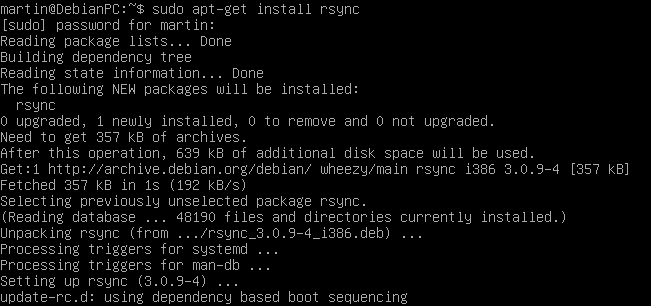 martin@DebianPC:~$ sudo apt-get install rsync
[sudo] password for martin:
Reading package lists... Done
Building dependency tree
Reading state information... Done
The following NEW packages will be installed:
  rsync
0 upgraded, 1 newly installed, 0 to remove and 0 not upgraded.
Need to get 357 kB of archives.
After this operation, 639 kB of additional disk space will be used.
Get:1 http://archive.debian.org/debian/ wheezy/main rsync i386 3.0.9-4 [357 kB]
Fetched 357 kB in 1s (192 kB/s)
Selecting previously unselected package rsync.
(Reading database ... 48190 files and directories currently installed.)
Unpacking rsync (from .../rsync_3.0.9-4_i386.deb) ...
Processing triggers for systemd ...
Processing triggers for man-db ...
Setting up rsync (3.0.9-4) ...
update-rc.d: using dependency based boot sequencing